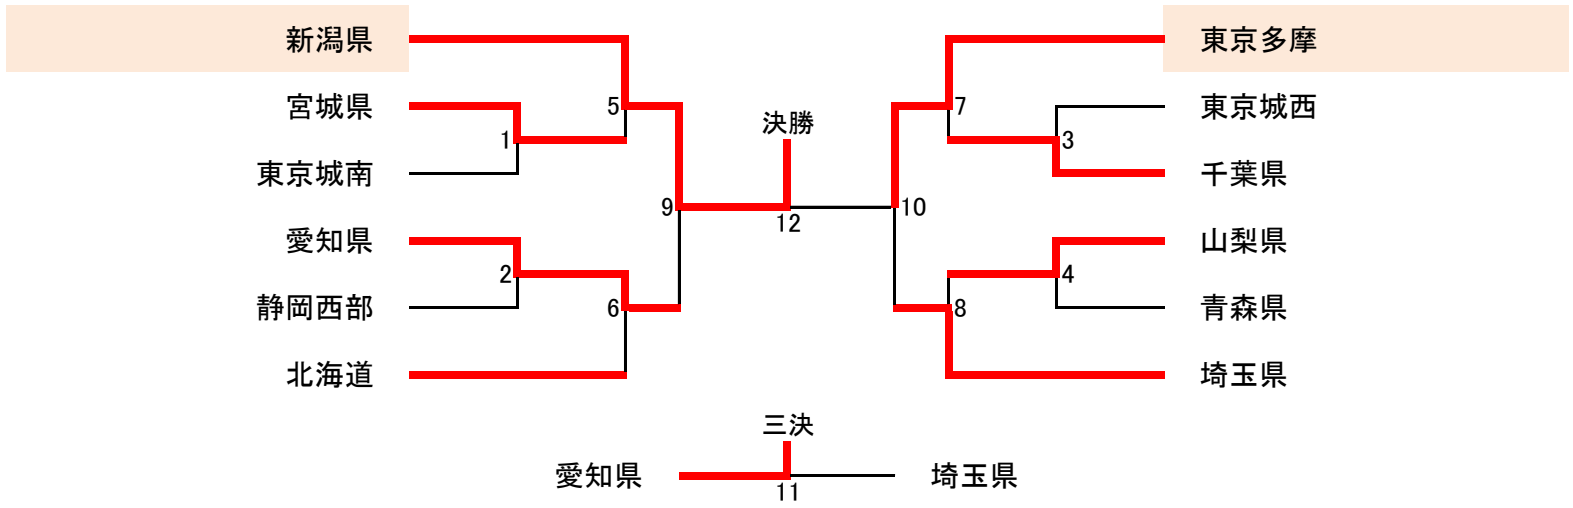 新潟県
東京多摩
宮城県
5
決勝
7
東京城西
1
3
東京城南
千葉県
9
12
10
愛知県
山梨県
2
4
静岡西部
6
8
青森県
北海道
埼玉県
三決
愛知県
11
埼玉県